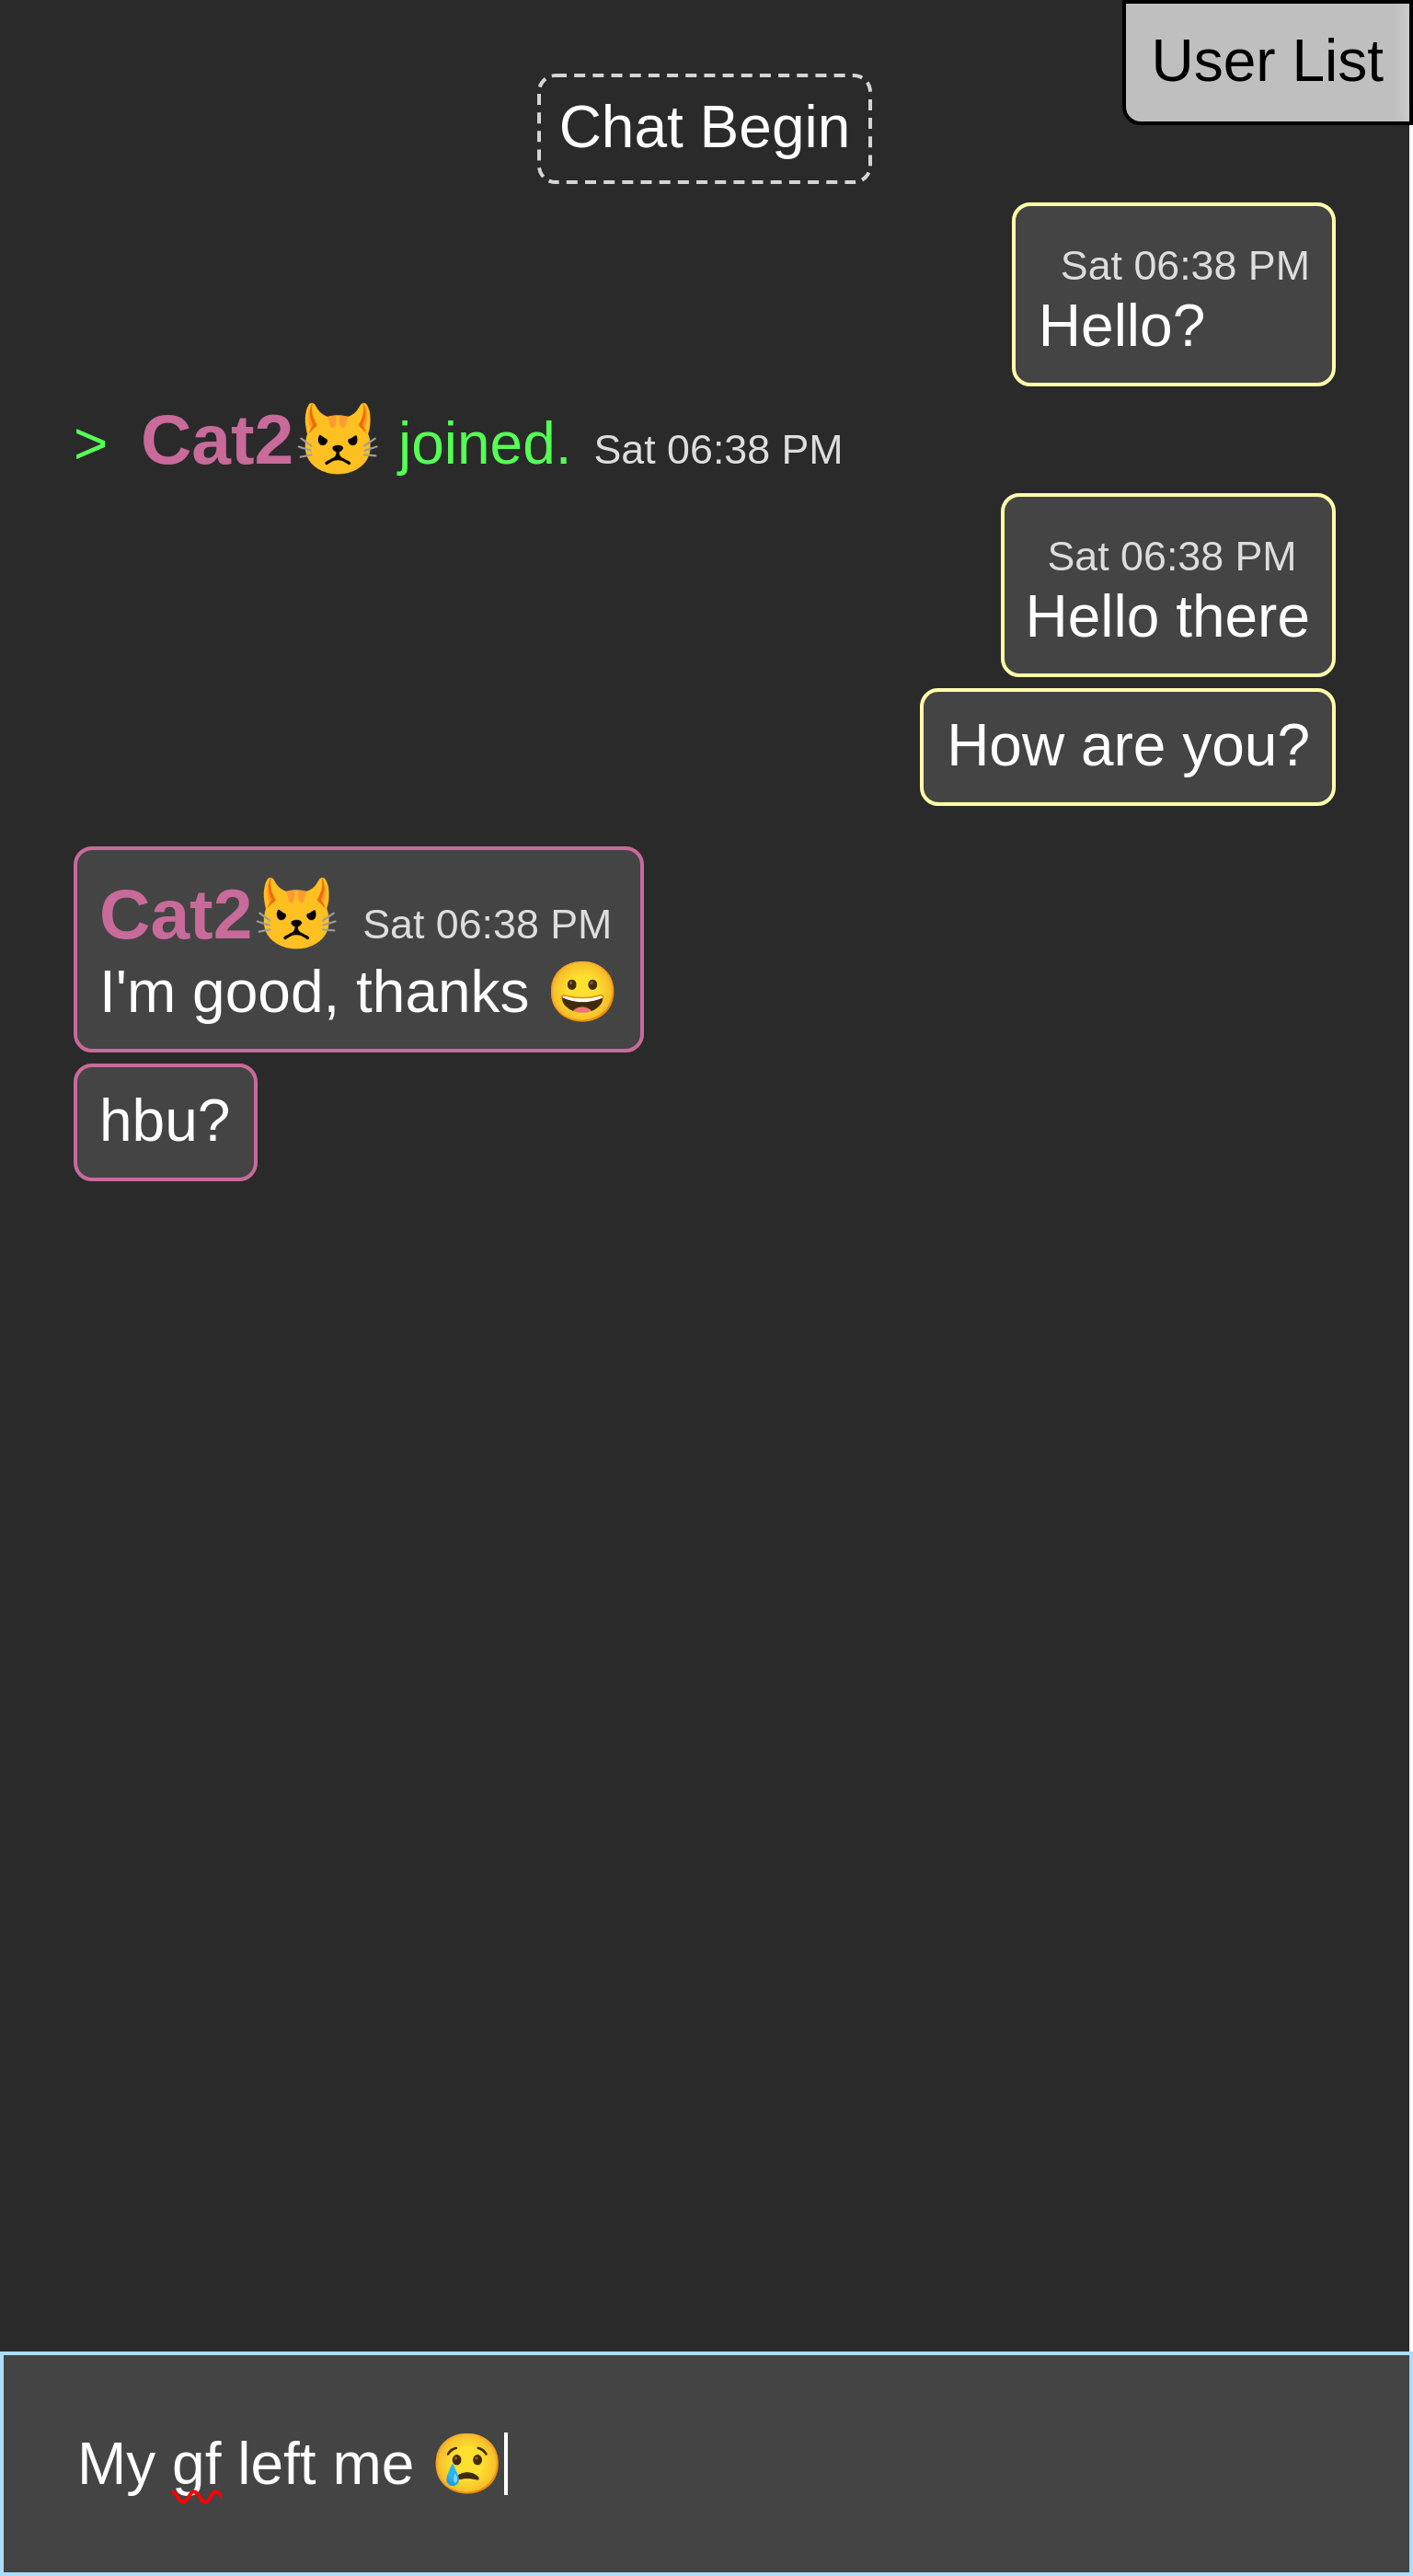 User List
Chat Begin
Sat 06:38 PM
Hello?
> Cat2😾 joined. Sat 06:38 PM
Sat 06:38 PM
Hello there
How are you?
Cat2😾 Sat 06:38 PM
I'm good, thanks 😀
hbu?
My gf left me 😢